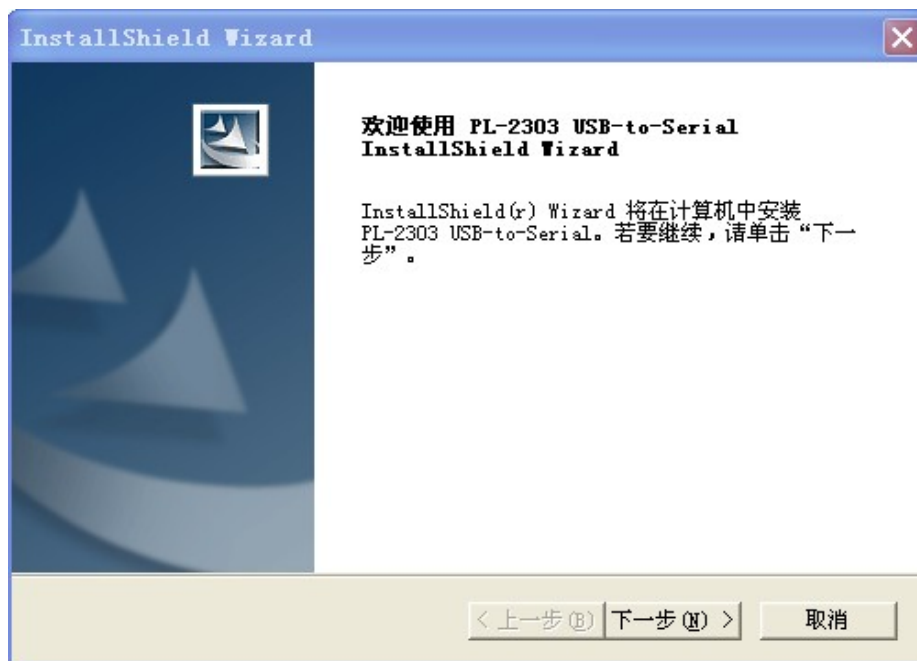 InstallShield Wizard
欢迎使用 PL-2303 USB-to-Serial
InstallShield Wizard
InstallShield(r) Wizard 将在计算机中安装
PL-2303 USB-to-Serial。若要继续，请单击“下一
步”。
< 上一步(B) 下一步(N) > 取消